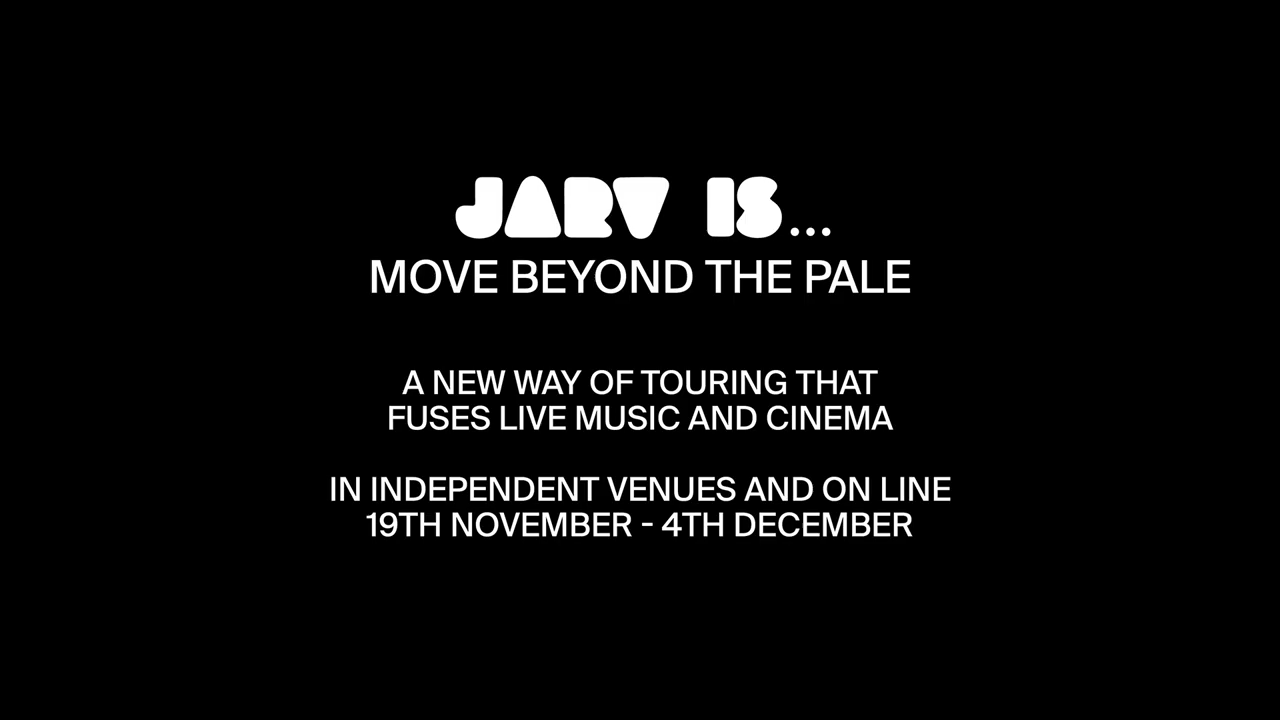 JARV IS...
MOVE BEYOND THE PALE
A NEW WAY OF TOURING THAT
FUSES LIVE MUSIC AND CINEMA
IN INDEPENDENT VENUES AND ON LINE
19TH NOVEMBER - 4TH DECEMBER